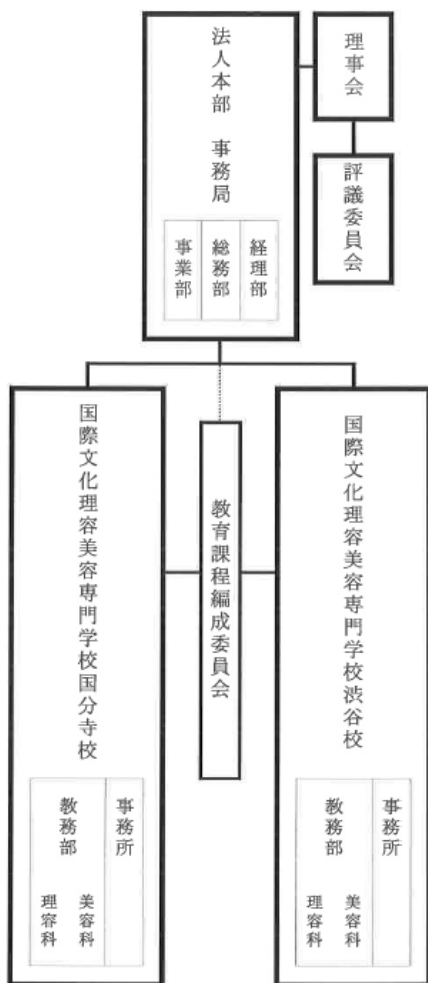 理事会
評議委員会
法人本部　事務局
経理部
総務部
事業部
国際文化理容美容専門学校渋谷校
事務所
教務部
美容科
理容科
教育課程編成委員会
国際文化理容美容専門学校国分寺校
事務所
教務部
美容科
理容科